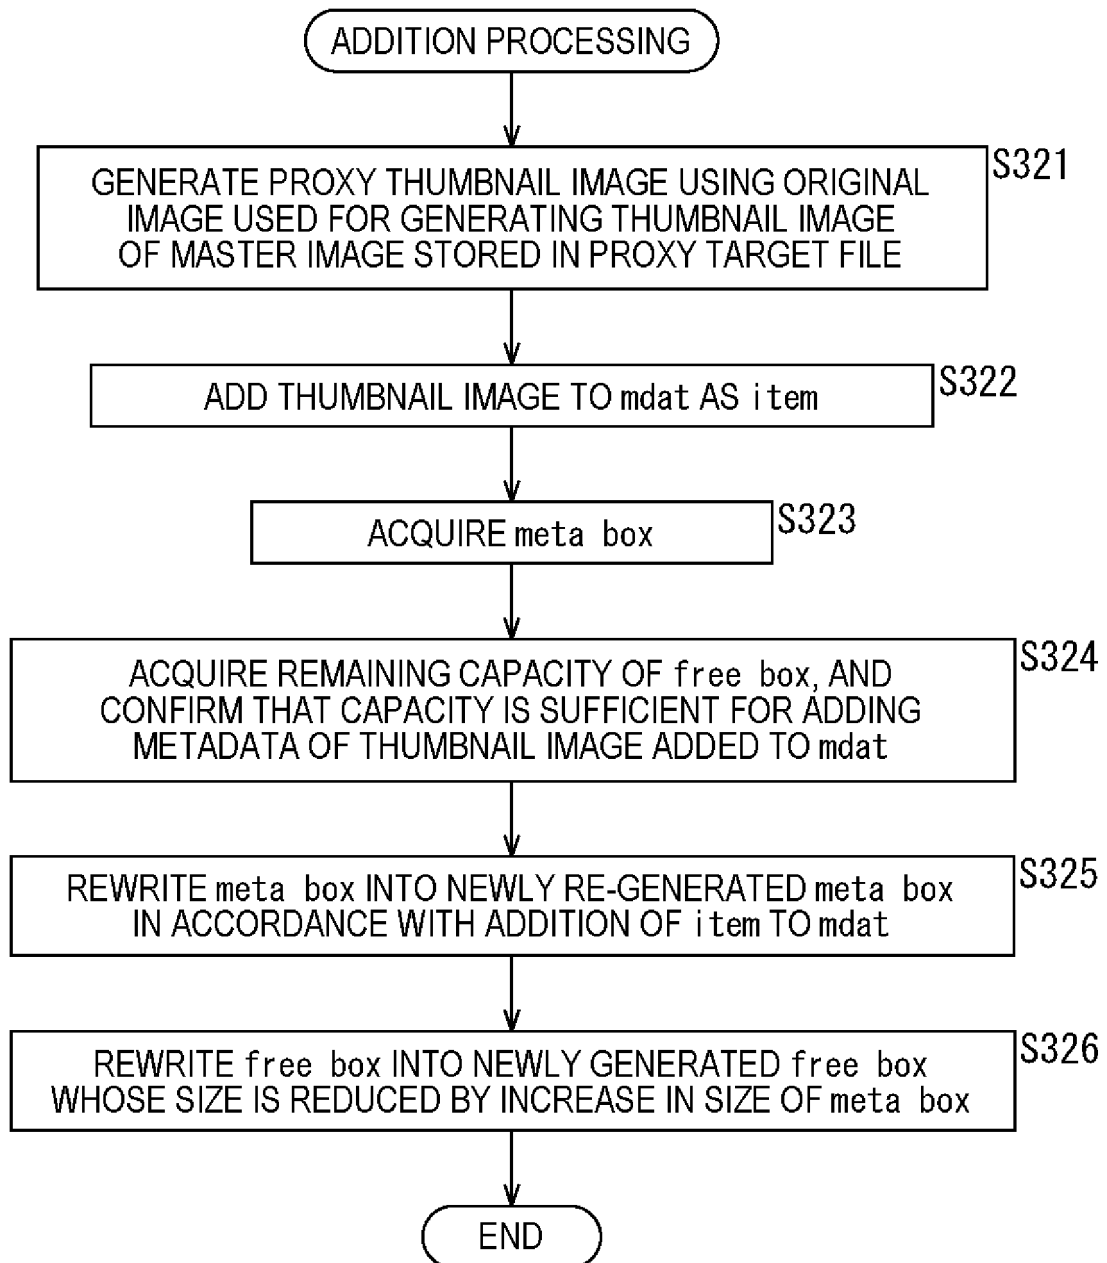 ADDITION PROCESSING
S321
GENERATE PROXY THUMBNAIL IMAGE USING ORIGINAL
IMAGE USED FOR GENERATING THUMBNAIL IMAGE
OF MASTER IMAGE STORED IN PROXY TARGET FILE
S322
ADD THUMBNAIL IMAGE TO mdat AS item
S323
ACQUIRE meta box
S324
ACQUIRE REMAINING CAPACITY OF free box, AND
CONFIRM THAT CAPACITY IS SUFFICIENT FOR ADDING
METADATA OF THUMBNAIL IMAGE ADDED TO mdat
S325
REWRITE meta box INTO NEWLY RE-GENERATED meta box
IN ACCORDANCE WITH ADDITION OF item TO mdat
S326
REWRITE free box INTO NEWLY GENERATED free box
WHOSE SIZE IS REDUCED BY INCREASE IN SIZE OF meta box
END